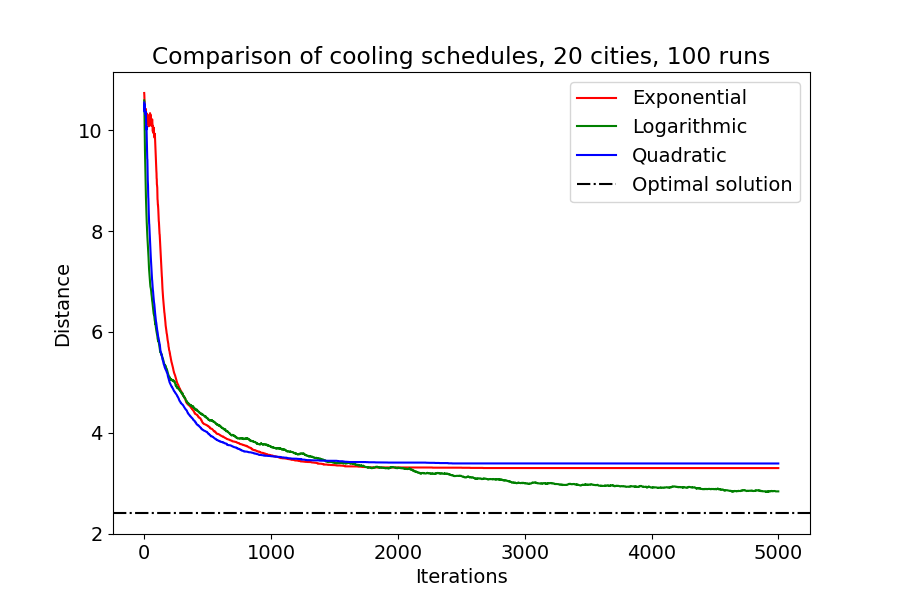 Comparison of cooling schedules, 20 cities, 100 runs
Exponential
Logarithmic
Quadratic
Optimal solution
Distance
10
8
6
4
2
0 1000 2000 3000 4000 5000
Iterations